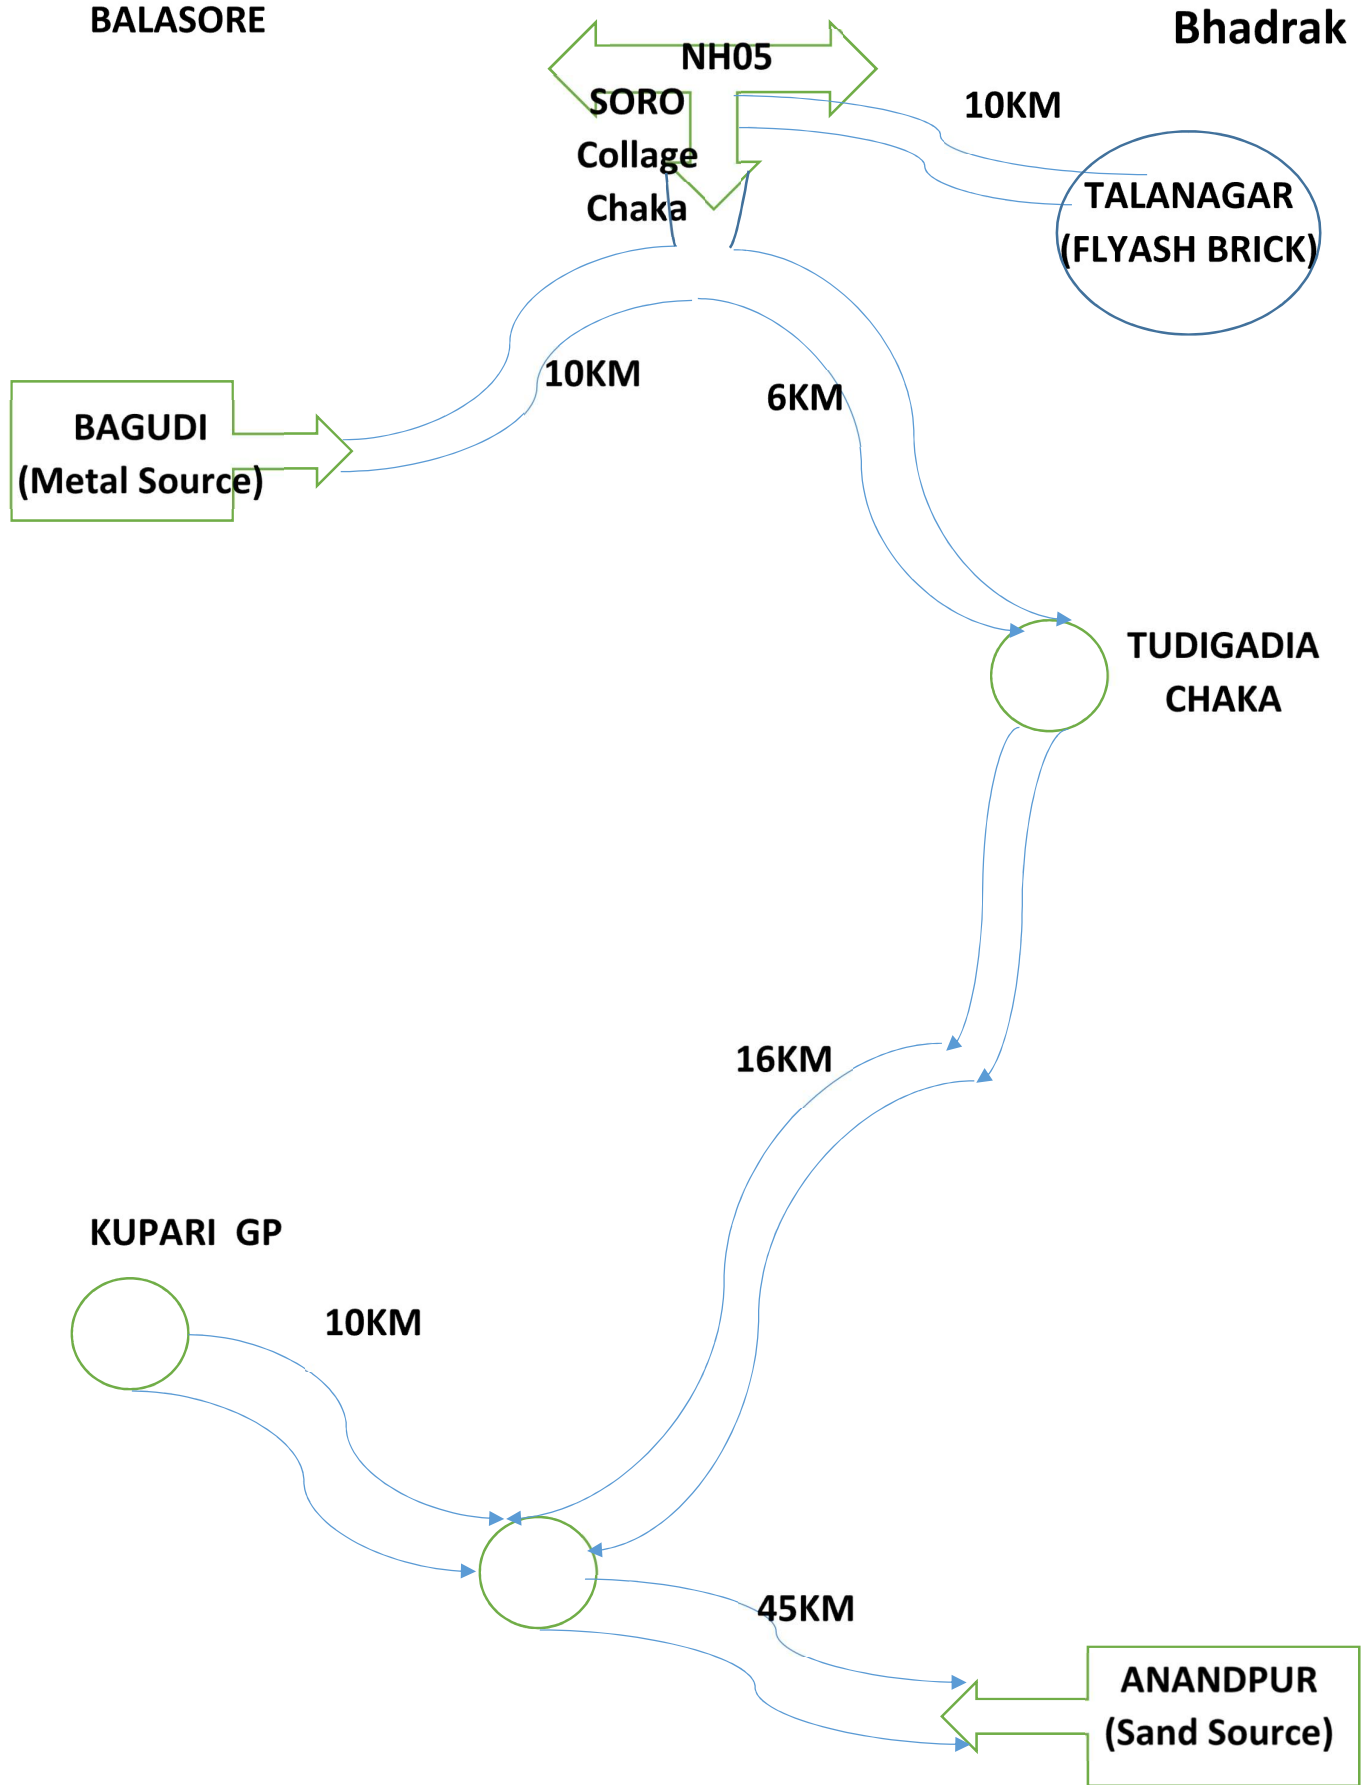 BALASORE
Bhadrak
NH05
SORO
Collage
Chaka
10KM
TALANAGAR
(FLYASH BRICK)
10KM
6KM
BAGUDI
(Metal Source)
TUDIGADIA
CHAKA
16KM
KUPARI GP
10KM
45KM
ANANDPUR
(Sand Source)